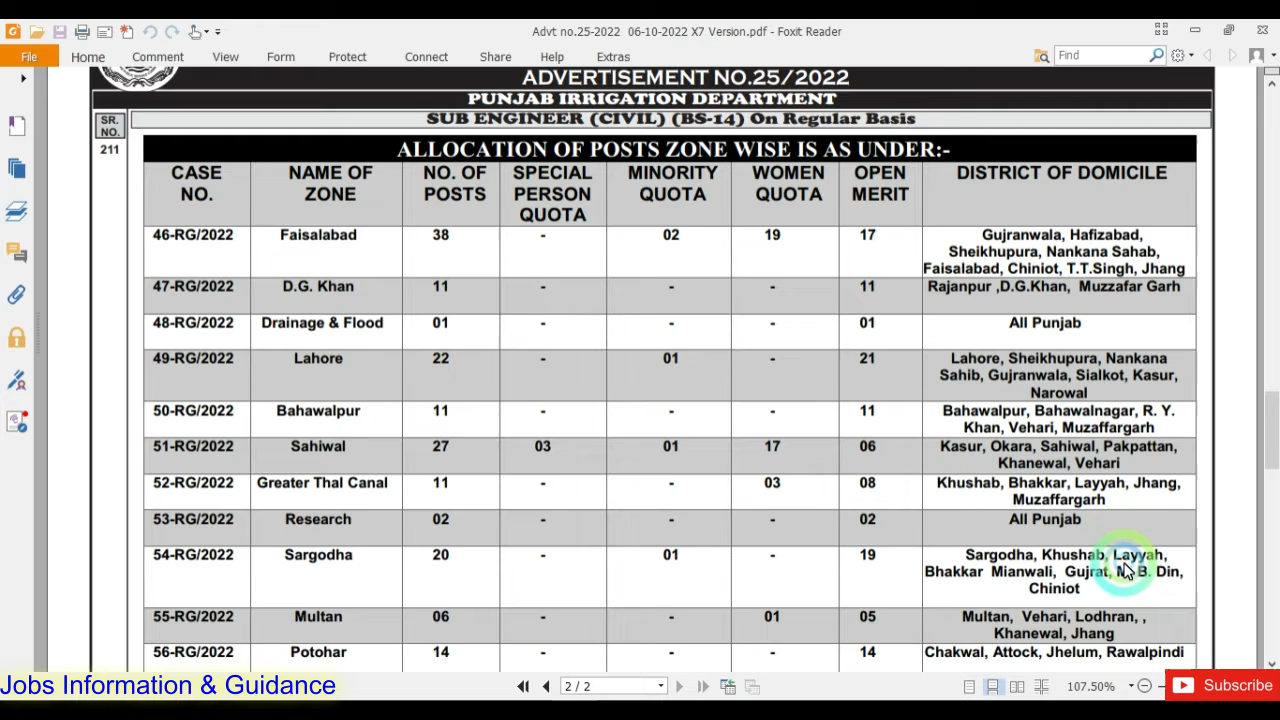 Advt no.25-2022 06-10-2022 X7 Version.pdf - Foxit Reader
File Home Comment View Form Protect Connect Share Help Extras Find
ADVERTISEMENT NO.25/2022
PUNJAB IRRIGATION DEPARTMENT
SR. NO. SUB ENGINEER (CIVIL) (BS-14) On Regular Basis
211 ALLOCATION OF POSTS ZONE WISE IS AS UNDER:-
CASE NO. NAME OF ZONE NO. OF POSTS SPECIAL PERSON QUOTA MINORITY QUOTA WOMEN QUOTA OPEN MERIT DISTRICT OF DOMICILE
46-RG/2022 Faisalabad 38 - 02 19 17 Gujranwala, Hafizabad,
Sheikhupura, Nankana Sahab,
Faisalabad, Chiniot, T.T.Singh, Jhang
47-RG/2022 D.G. Khan 11 - - - 11 Rajanpur ,D.G.Khan, Muzzafar Garh
48-RG/2022 Drainage & Flood 01 - - - 01 All Punjab
49-RG/2022 Lahore 22 - 01 - 21 Lahore, Sheikhupura, Nankana
Sahib, Gujranwala, Sialkot, Kasur,
Narowal
50-RG/2022 Bahawalpur 11 - - - 11 Bahawalpur, Bahawalnagar, R. Y.
Khan, Vehari, Muzaffargarh
51-RG/2022 Sahiwal 27 03 01 17 06 Kasur, Okara, Sahiwal, Pakpattan,
Khanewal, Vehari
52-RG/2022 Greater Thal Canal 11 - - 03 08 Khushab, Bhakkar, Layyah, Jhang,
Muzaffargarh
53-RG/2022 Research 02 - - - 02 All Punjab
54-RG/2022 Sargodha 20 - 01 - 19 Sargodha, Khushab, Layyah,
Bhakkar Mianwali, Gujrat, M. B. Din,
Chiniot
55-RG/2022 Multan 06 - - 01 05 Multan, Vehari, Lodhran, ,
Khanewal, Jhang
56-RG/2022 Potohar 14 - - - 14 Chakwal, Attock, Jhelum, Rawalpindi
Jobs Information & Guidance 2 / 2 107.50% Subscribe